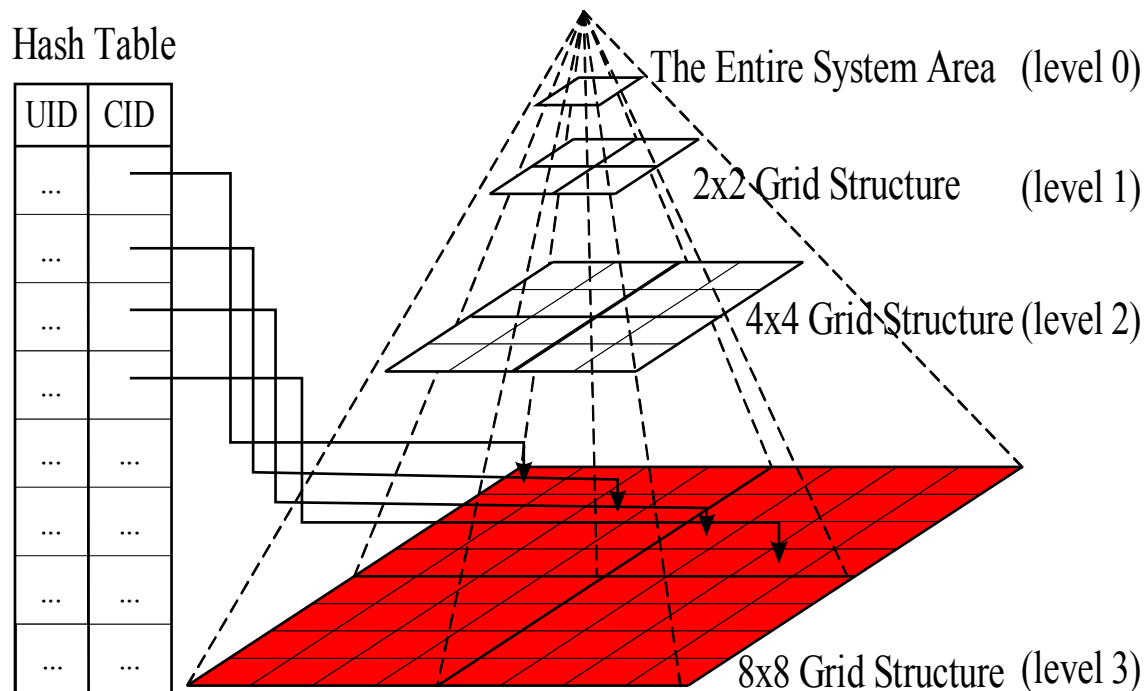 Hash Table
UID CID
...
...
...
...
... ...
... ...
... ...
... ...
The Entire System Area (level 0)
2x2 Grid Structure (level 1)
4x4 Grid Structure (level 2)
8x8 Grid Structure (level 3)